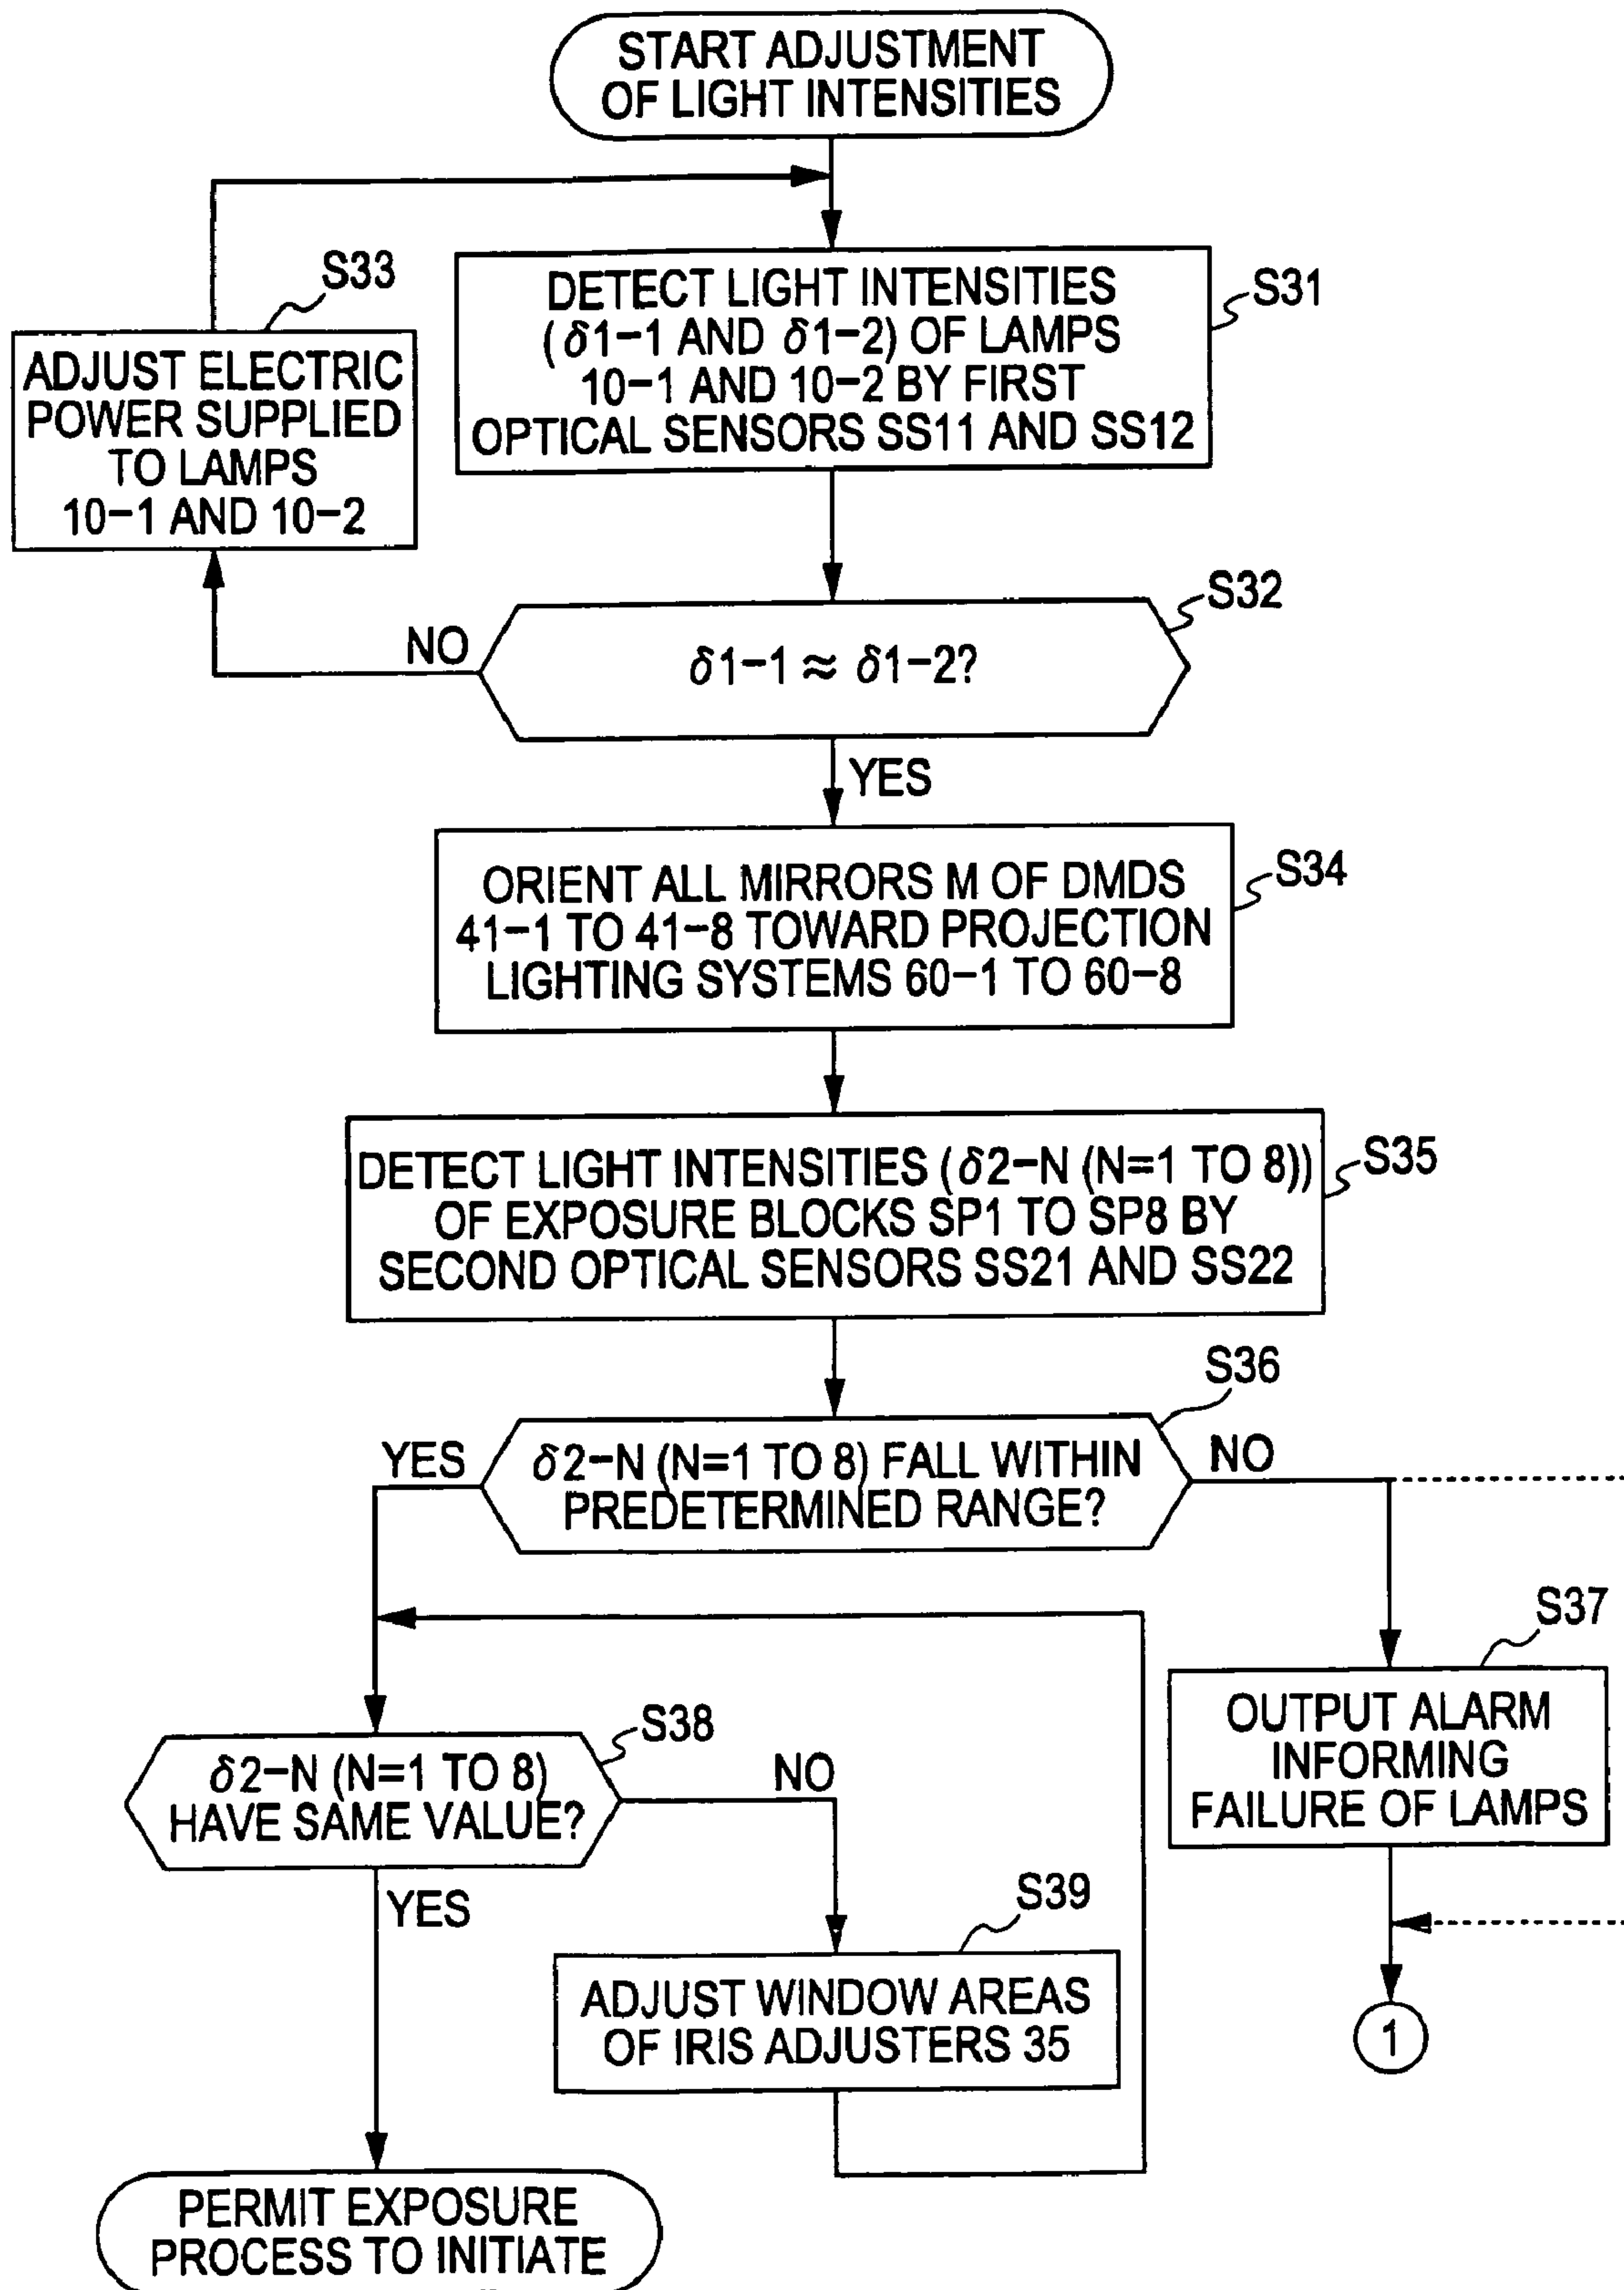 START ADJUSTMENT
OF LIGHT INTENSITIES
S33
ADJUST ELECTRIC
POWER SUPPLIED
TO LAMPS
10-1 AND 10-2
S31
DETECT LIGHT INTENSITIES
(δ1-1 AND δ1-2) OF LAMPS
10-1 AND 10-2 BY FIRST
OPTICAL SENSORS SS11 AND SS12
S32
NO
δ1-1 ≈ δ1-2?
YES
S34
ORIENT ALL MIRRORS M OF DMDS
41-1 TO 41-8 TOWARD PROJECTION
LIGHTING SYSTEMS 60-1 TO 60-8
S35
DETECT LIGHT INTENSITIES (δ2-N (N=1 TO 8))
OF EXPOSURE BLOCKS SP1 TO SP8 BY
SECOND OPTICAL SENSORS SS21 AND SS22
S36
YES
δ2-N (N=1 TO 8) FALL WITHIN
PREDETERMINED RANGE?
NO
S37
OUTPUT ALARM
INFORMING
FAILURE OF LAMPS
1
S38
δ2-N (N=1 TO 8)
HAVE SAME VALUE?
NO
YES
S39
ADJUST WINDOW AREAS
OF IRIS ADJUSTERS 35
PERMIT EXPOSURE
PROCESS TO INITIATE